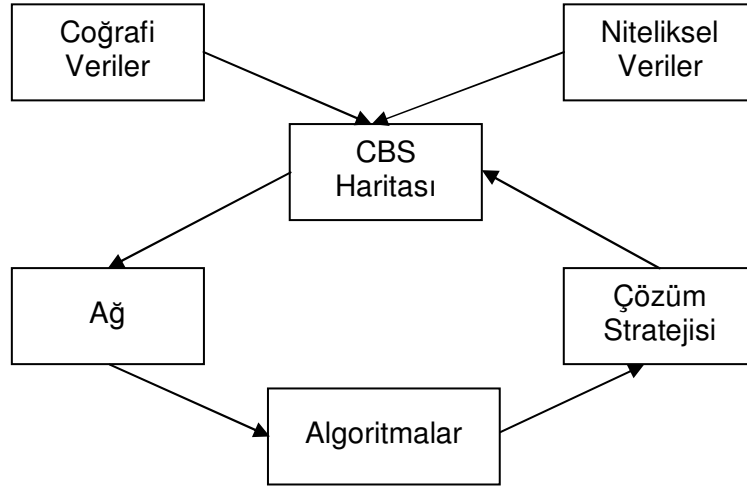 Coğrafi
Veriler
Niteliksel
Veriler
CBS
Haritası
Ağ
Çözüm
Stratejisi
Algoritmalar